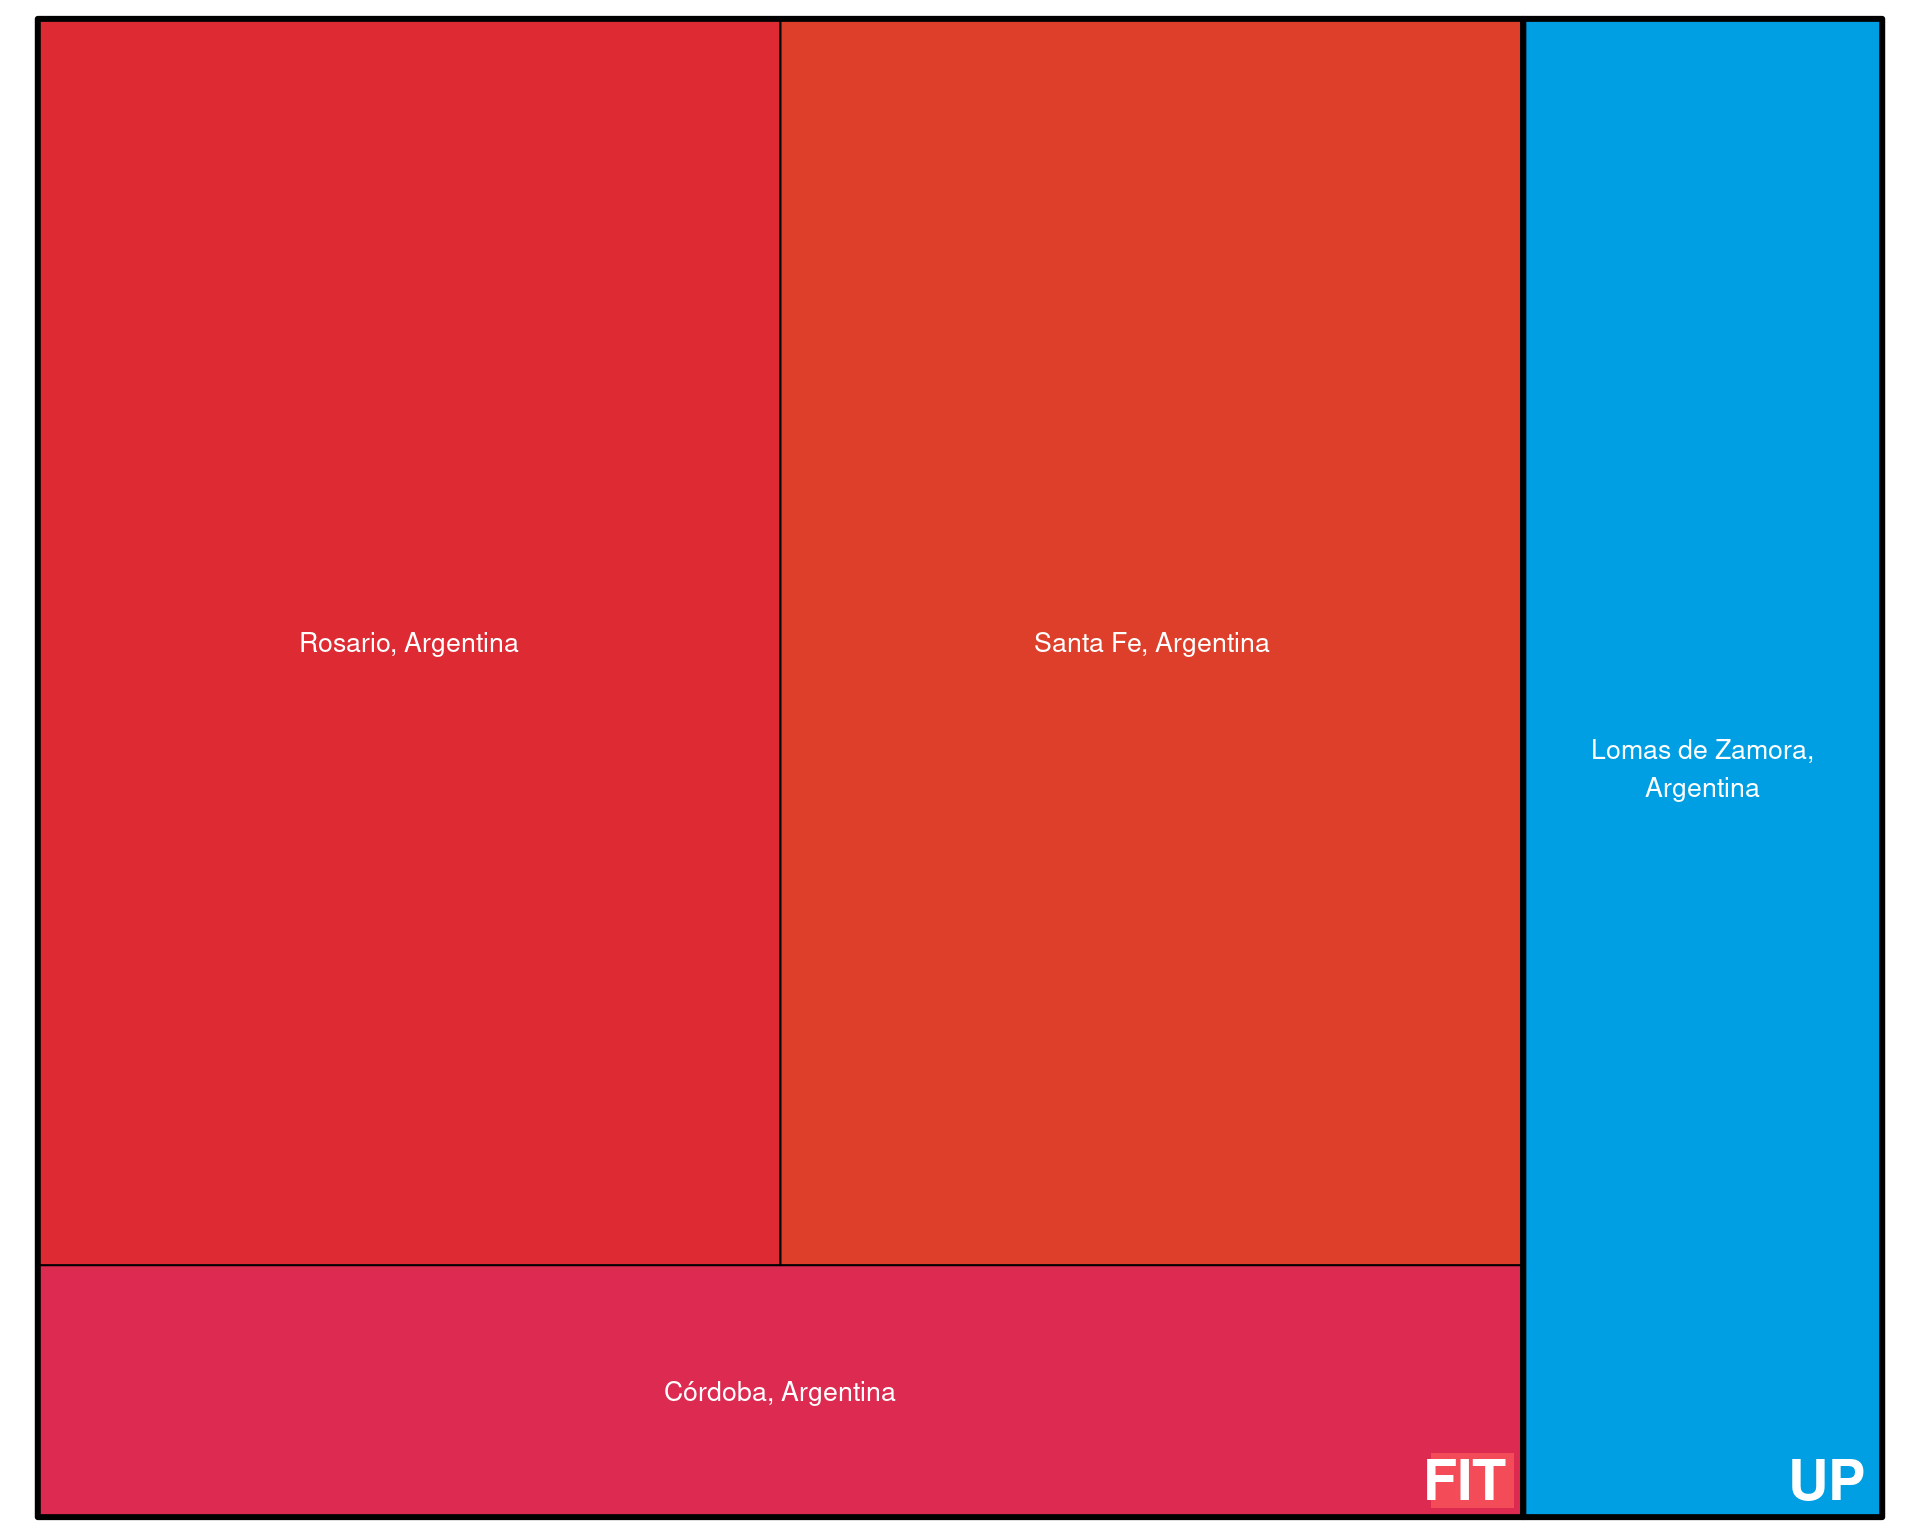 Rosario, Argentina
Santa Fe, Argentina
Lomas de Zamora,
Argentina
Córdoba, Argentina
FIT
UP